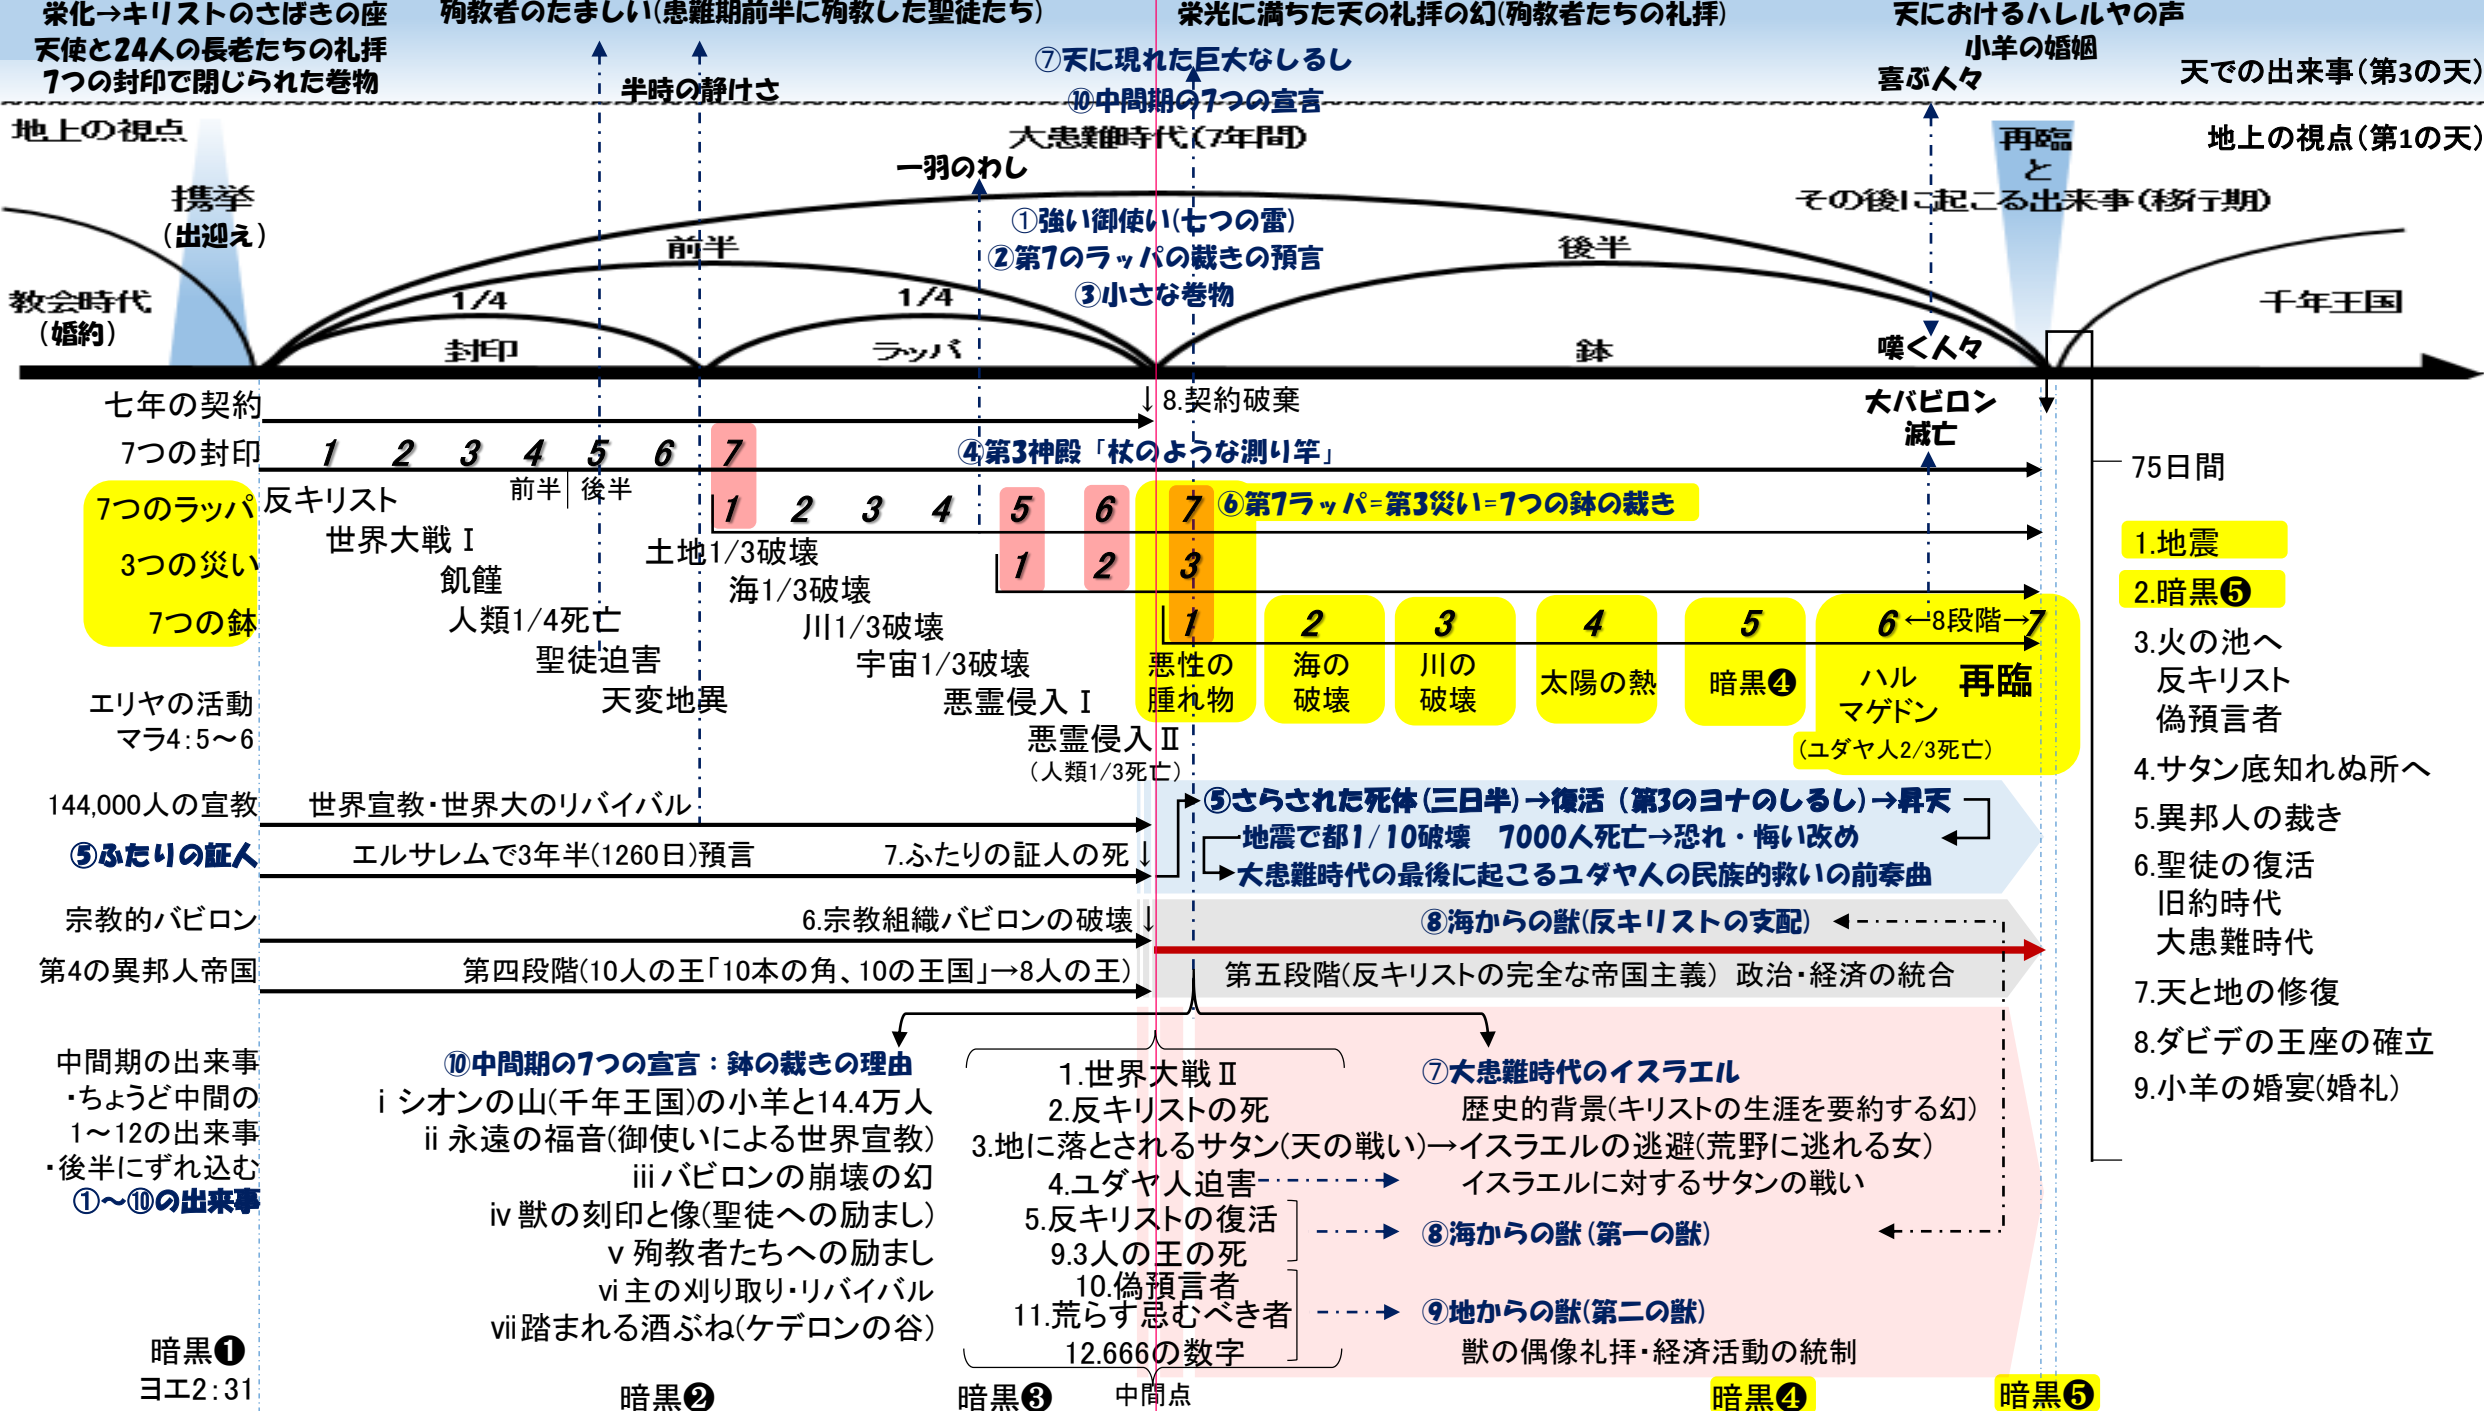 栄化→キリストのさばきの座
天使と24人の長老たちの礼拝
7つの封印で閉じられた巻物
殉教者のたましい(患難期前半に殉教した聖徒たち)
半時の静けさ
栄光に満ちた天の礼拝の幻(殉教者たちの礼拝)
⑦天に現れた巨大なしるし
⑩中間期の7つの宣言
天におけるハレルヤの声
小羊の婚姻
喜ぶ人々
天での出来事(第3の天)
地上の視点
大患難時代(7年間)
地上の視点(第1の天)
携挙
(出迎え)
一羽のわし
再臨
と
その後に起こる出来事(移行期)
①強い御使い(七つの雷)
②第7のラッパの裁きの預言
③小さな巻物
前半
後半
教会時代
(婚約)
1/4
1/4
千年王国
封印
ラッパ
鉢
嘆く人々
七年の契約
↓8.契約破棄
大バビロン
滅亡
7つの封印
1 2 3 4 5 6 7
④第3神殿「杖のような測り竿」
前半 後半
75日間
7つのラッパ
1 2 3 4 5 6 7
⑥第7ラッパ=第3災い=7つの鉢の裁き
反キリスト
世界大戦Ⅰ
飢饉
人類1/4死亡
聖徒迫害
天変地異
土地1/3破壊
海1/3破壊
川1/3破壊
宇宙1/3破壊
悪霊侵入Ⅰ
悪霊侵入Ⅱ
(人類1/3死亡)
3つの災い
1 2 3
7つの鉢
1 2 3 4 5 6 ←8段階→7
悪性の
腫れ物
海の
破壊
川の
破壊
太陽の熱
暗黒❹
ハル
マゲドン
再臨
(ユダヤ人2/3死亡)
エリヤの活動
マラ4:5~6
144,000人の宣教
世界宣教・世界大のリバイバル
⑤さらされた死体(三日半)→復活(第3のヨナのしるし)→昇天
地震で都1/10破壊 7000人死亡→恐れ・悔い改め
大患難時代の最後に起こるユダヤ人の民族的救いの前奏曲
⑤ふたりの証人
エルサレムで3年半(1260日)預言
7.ふたりの証人の死↓
宗教的バビロン
6.宗教組織バビロンの破壊↓
⑧海からの獣(反キリストの支配)
第4の異邦人帝国
第四段階(10人の王「10本の角、10の王国」→8人の王)
第五段階(反キリストの完全な帝国主義) 政治・経済の統合
1.地震
2.暗黒❺
3.火の池へ
反キリスト
偽預言者
4.サタン底知れぬ所へ
5.異邦人の裁き
6.聖徒の復活
旧約時代
大患難時代
7.天と地の修復
8.ダビデの王座の確立
9.小羊の婚宴(婚礼)
中間期の出来事
・ちょうど中間の
1~12の出来事
・後半にずれ込む
①~⑩の出来事
⑩中間期の7つの宣言:鉢の裁きの理由
ⅰ シオンの山(千年王国)の小羊と14.4万人
ⅱ 永遠の福音(御使いによる世界宣教)
ⅲ バビロンの崩壊の幻
ⅳ 獣の刻印と像(聖徒への励まし)
ⅴ 殉教者たちへの励まし
ⅵ 主の刈り取り・リバイバル
ⅶ 踏まれる酒ぶね(ケデロンの谷)
1.世界大戦Ⅱ
2.反キリストの死
3.地に落とされるサタン(天の戦い)→イスラエルの逃避(荒野に逃れる女)
4.ユダヤ人迫害
5.反キリストの復活
9.3人の王の死
10.偽預言者
11.荒らす忌むべき者
12.666の数字
中間点
⑦大患難時代のイスラエル
歴史的背景(キリストの生涯を要約する幻)
イスラエルに対するサタンの戦い
⑧海からの獣(第一の獣)
⑨地からの獣(第二の獣)
獣の偶像礼拝・経済活動の統制
暗黒❶
ヨエ2:31
暗黒❷
暗黒❸
暗黒❹
暗黒❺